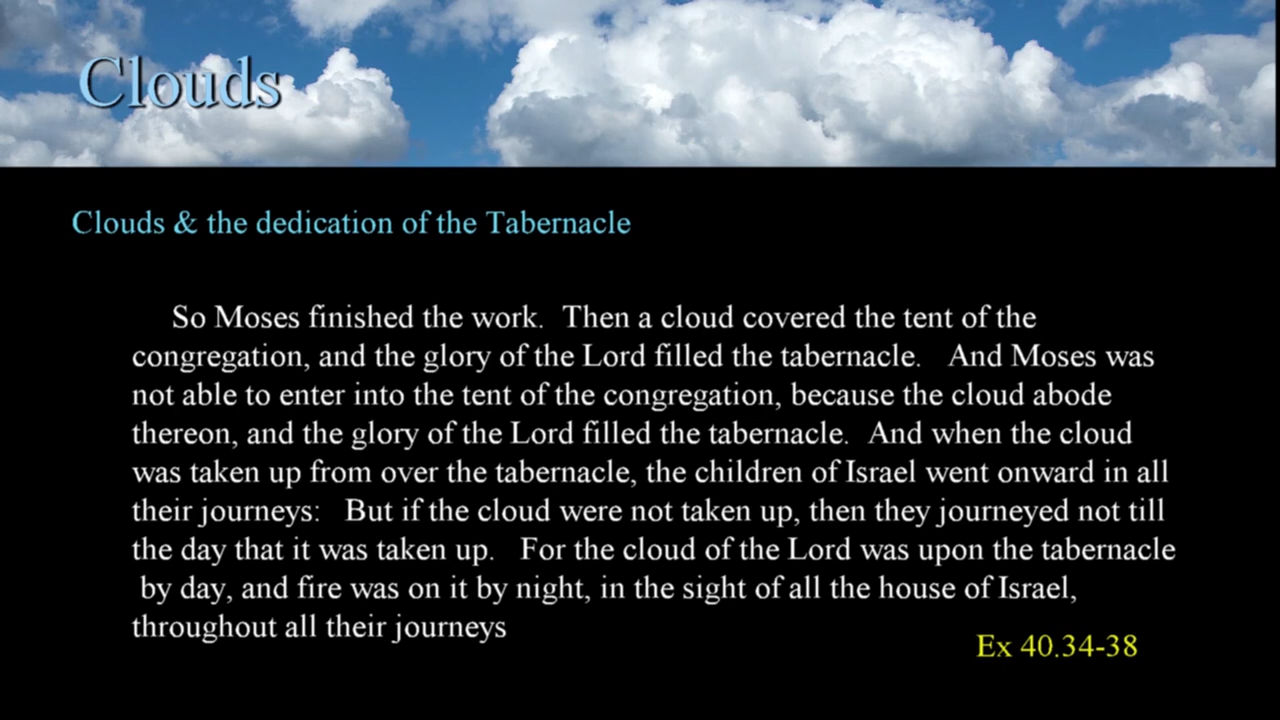 Clouds
Clouds & the dedication of the Tabernacle
So Moses finished the work. Then a cloud covered the tent of the
congregation, and the glory of the Lord filled the tabernacle. And Moses was
not able to enter into the tent of the congregation, because the cloud abode
thereon, and the glory of the Lord filled the tabernacle. And when the cloud
was taken up from over the tabernacle, the children of Israel went onward in all
their journeys: But if the cloud were not taken up, then they journeyed not till
the day that it was taken up. For the cloud of the Lord was upon the tabernacle
by day, and fire was on it by night, in the sight of all the house of Israel,
throughout all their journeys
Ex 40.34-38